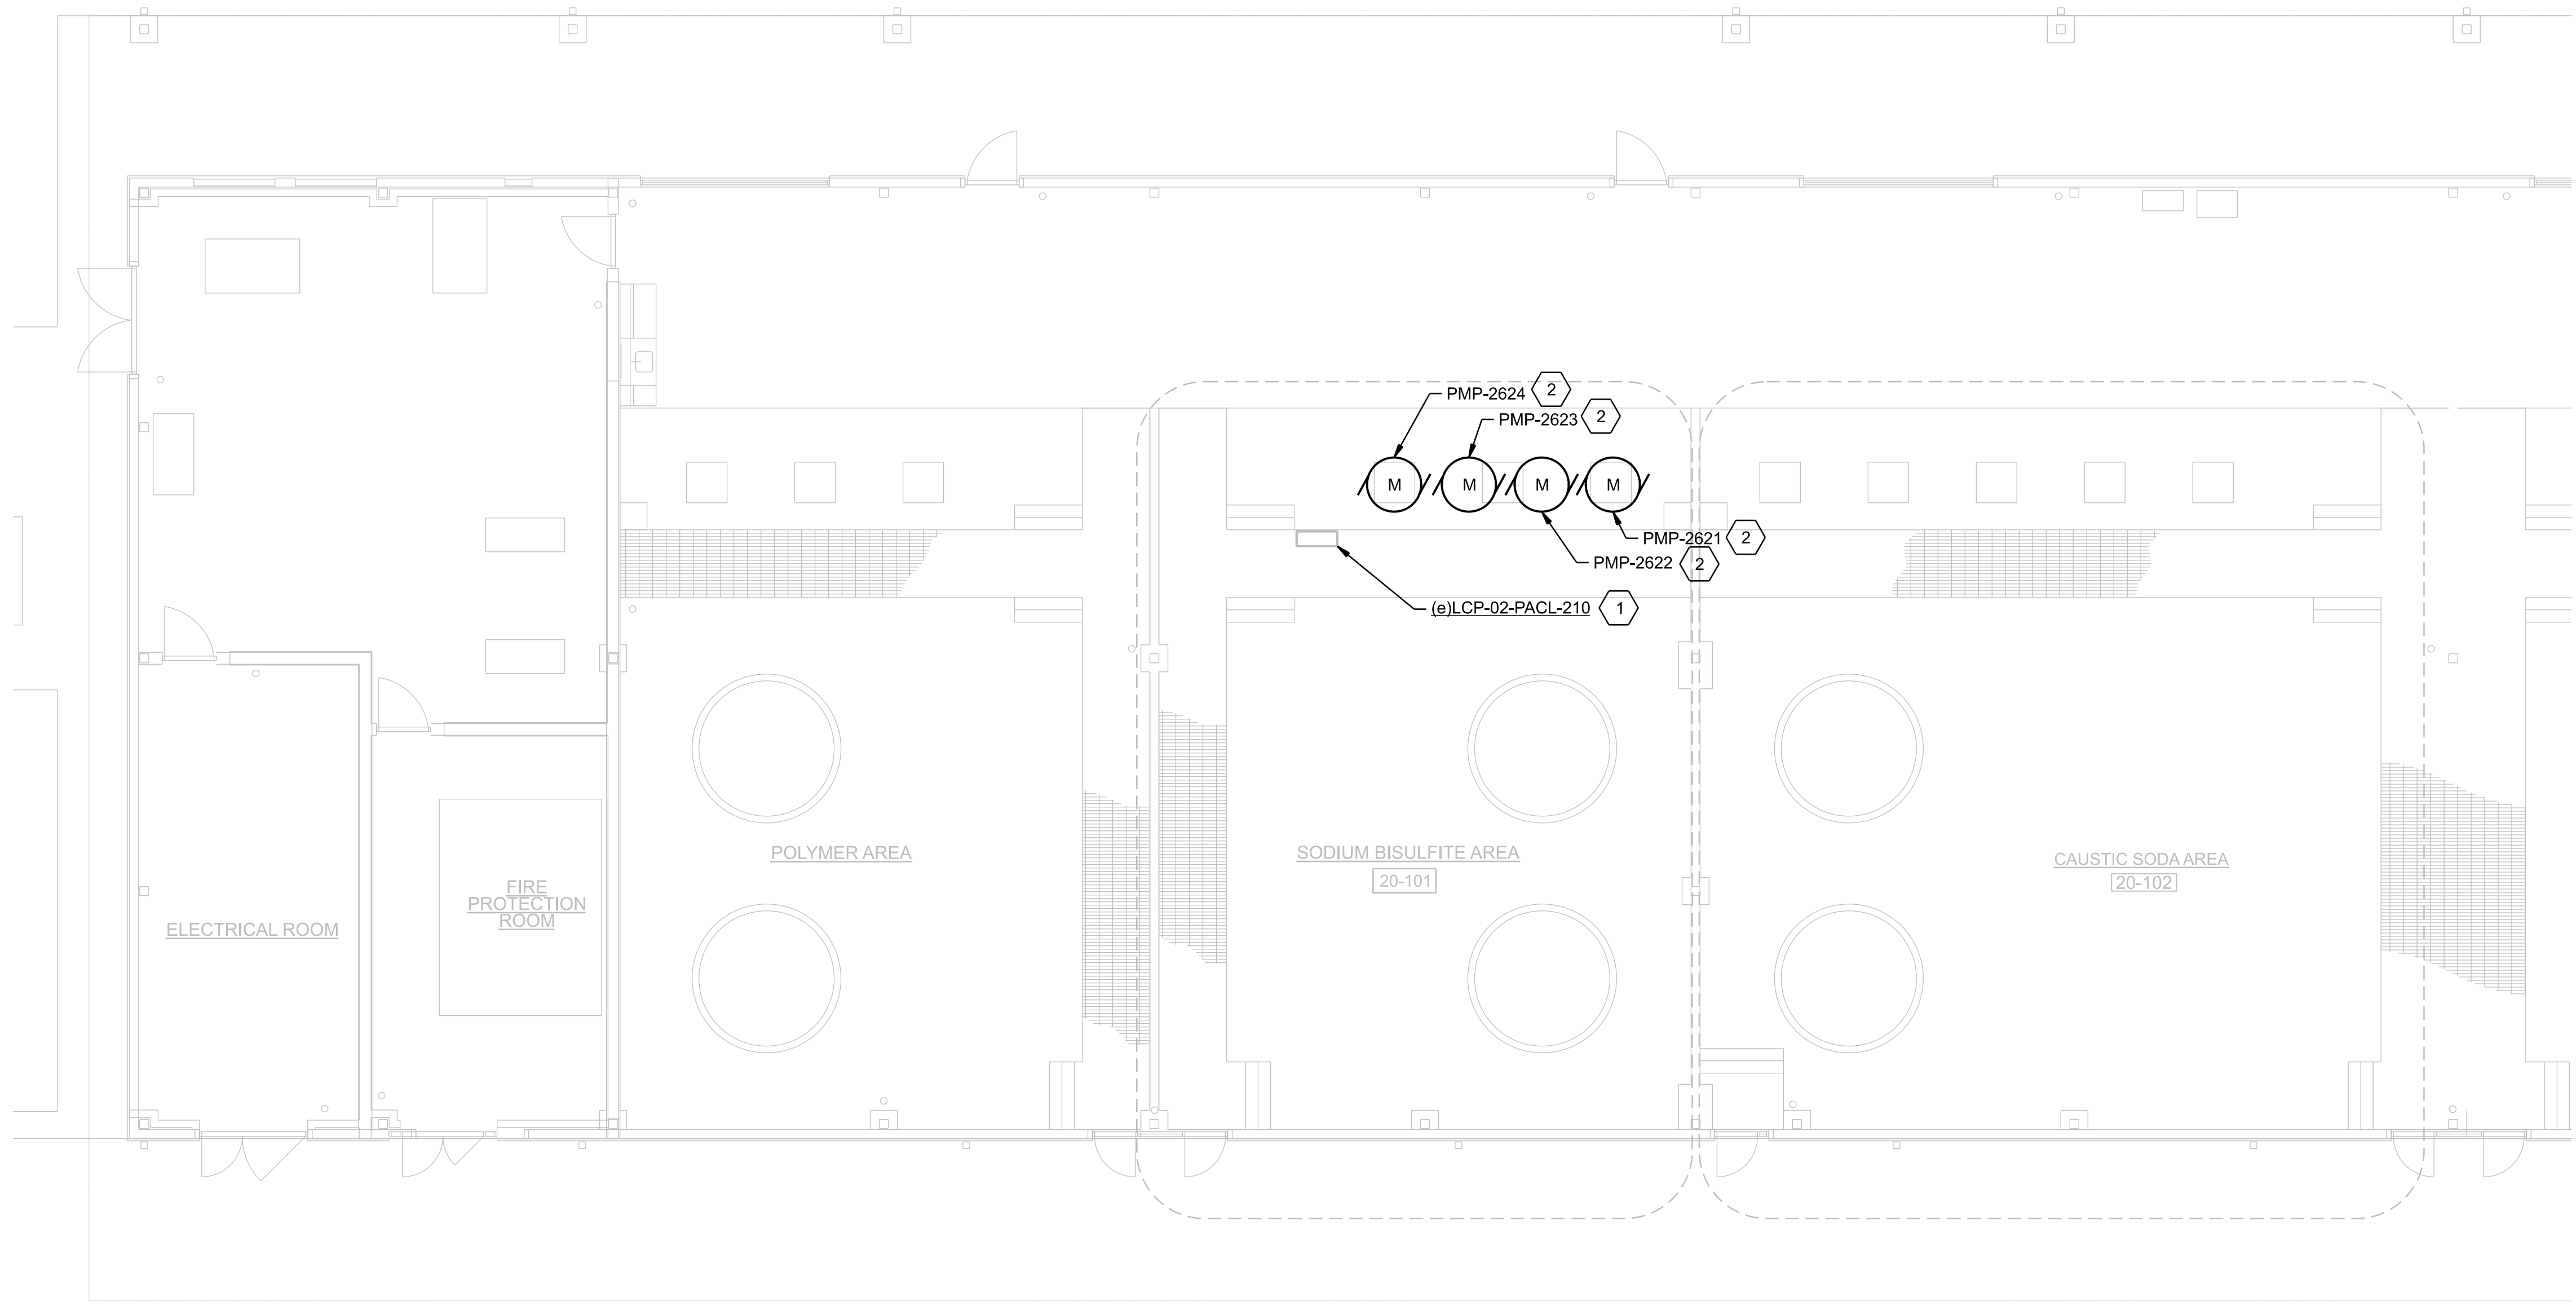 PMP-2624 2
PMP-2623 2
M M M M
PMP-2621 2
PMP-2622 2
(e)LCP-02-PACL-210 1
POLYMER AREA
SODIUM BISULFITE AREA
20-101
CAUSTIC SODA AREA
20-102
FIRE
PROTECTION
ROOM
ELECTRICAL ROOM